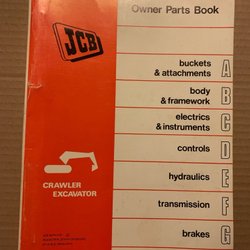 Owner Parts Book
JCB
buckets
& attachments
A
body
& framework
B
electrics
& instruments
C
controls
D
hydraulics
E
transmission
F
brakes
G
CRAWLER
EXCAVATOR